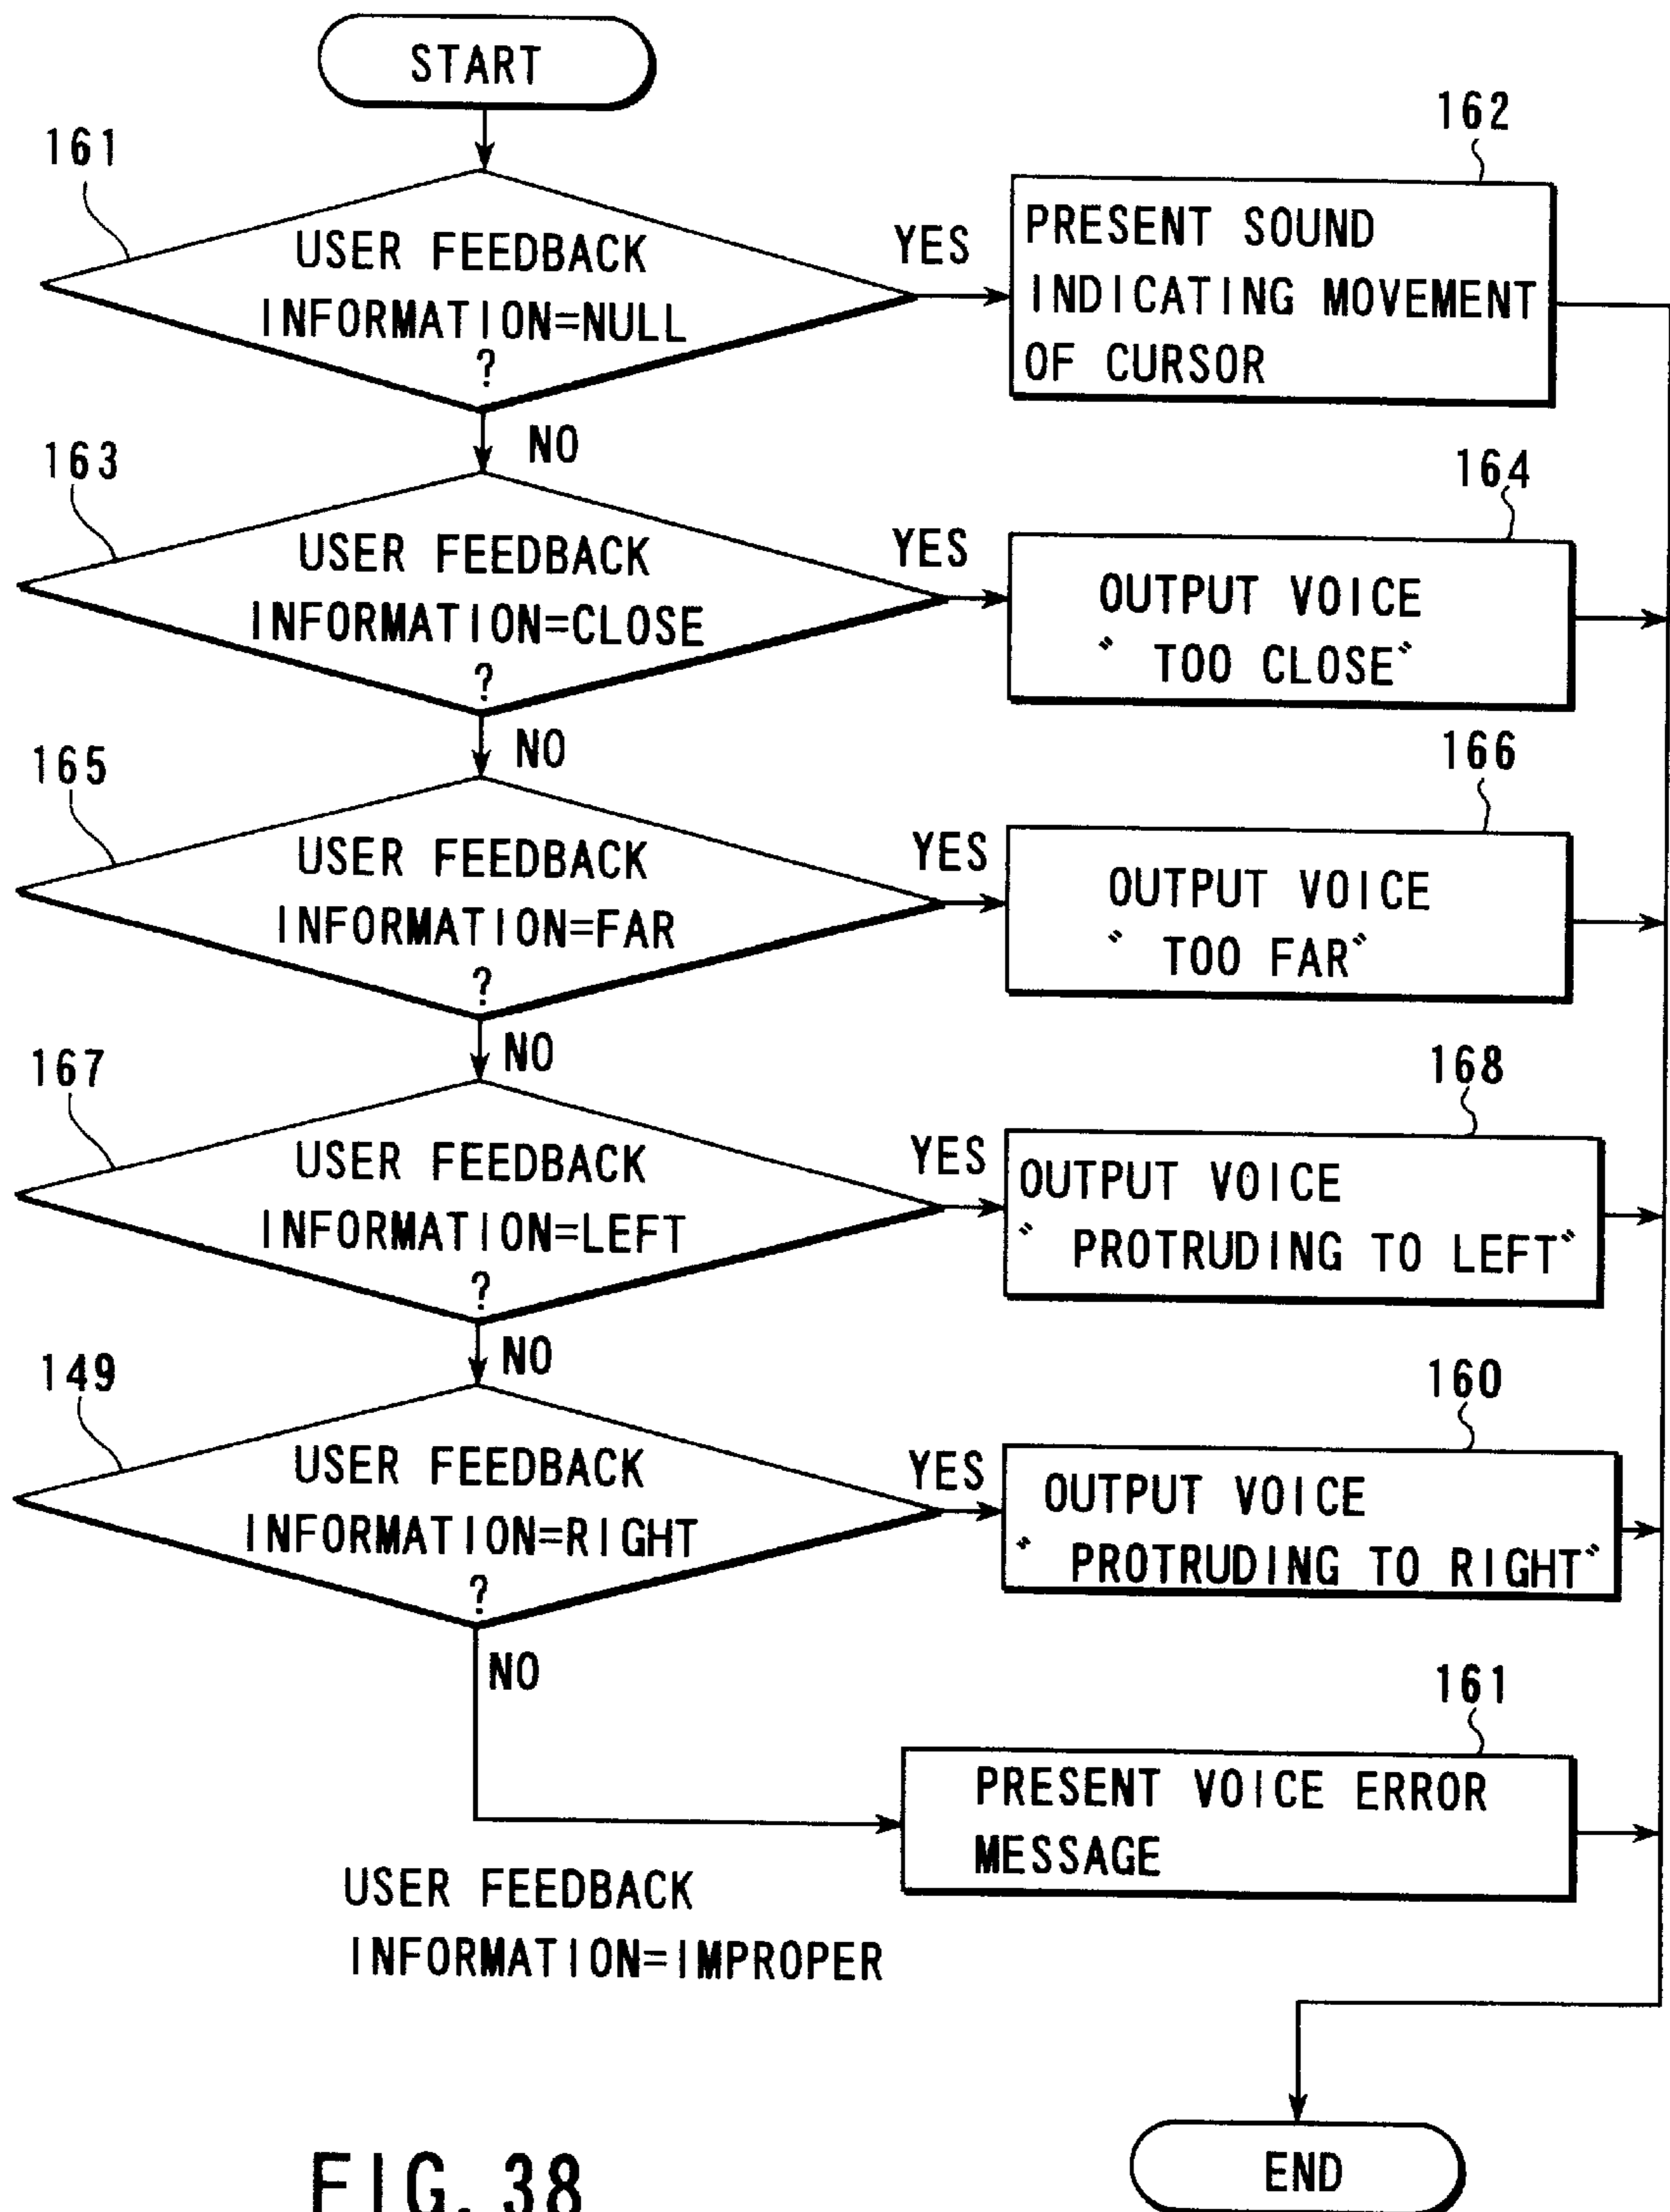 START
161
USER FEEDBACK
INFORMATION=NULL
?
YES
162
PRESENT SOUND
INDICATING MOVEMENT
OF CURSOR
NO
163
USER FEEDBACK
INFORMATION=CLOSE
?
YES
164
OUTPUT VOICE
" TOO CLOSE"
NO
165
USER FEEDBACK
INFORMATION=FAR
?
YES
166
OUTPUT VOICE
" TOO FAR"
NO
167
USER FEEDBACK
INFORMATION=LEFT
?
YES
168
OUTPUT VOICE
" PROTRUDING TO LEFT"
NO
149
USER FEEDBACK
INFORMATION=RIGHT
?
YES
160
OUTPUT VOICE
" PROTRUDING TO RIGHT"
NO
161
PRESENT VOICE ERROR
MESSAGE
USER FEEDBACK
INFORMATION=IMPROPER
END
FIG. 38